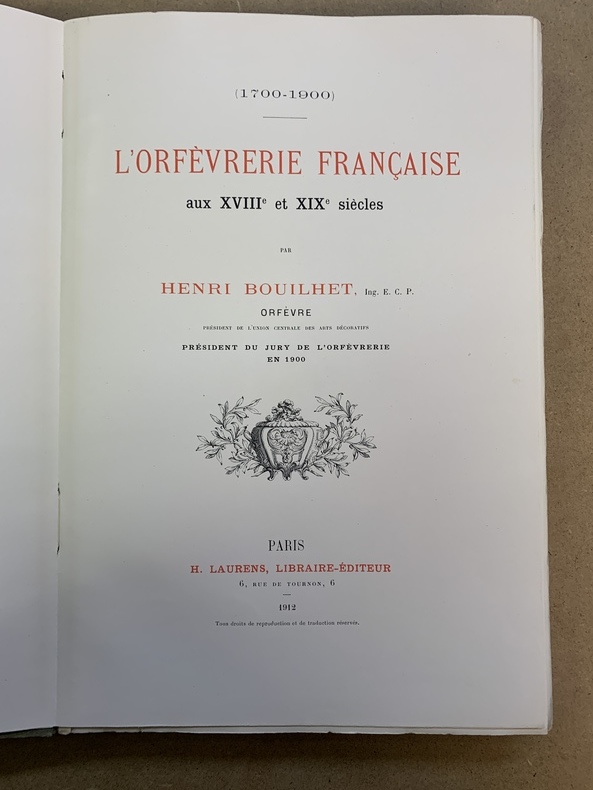 (1700-1900)
L'ORFÈVRERIE FRANÇAISE
aux XVIIIe et XIXe siècles
PAR
HENRI BOUILHET, Ing. E. C. P.
ORFÈVRE
PRÉSIDENT DE L'UNION CENTRALE DES ARTS DÉCORATIFS
PRÉSIDENT DU JURY DE L'ORFÉVRERIE
EN 1900
PARIS
H. LAURENS, LIBRAIRE-ÉDITEUR
6, RUE DE TOURNON, 6
1912
Tous droits de reproduction et de traduction réservés.